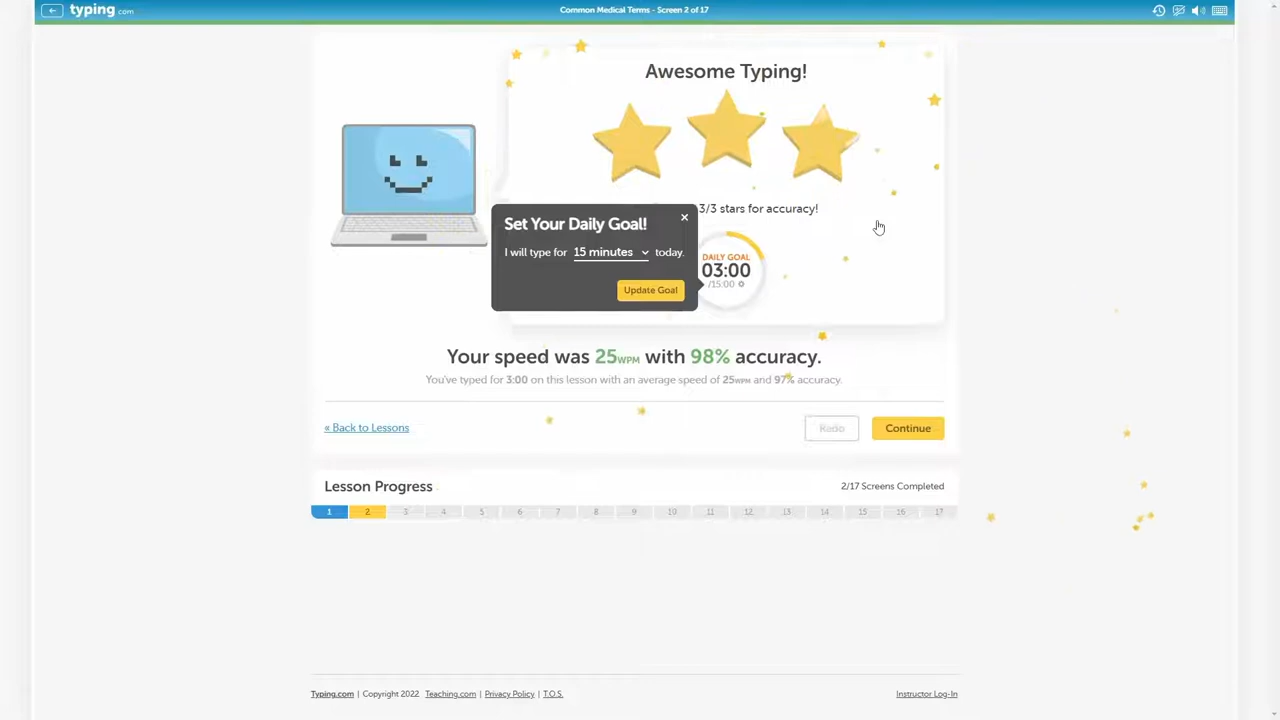 typing.com
Common Medical Terms - Screen 2 of 17
Awesome Typing!
3/3 stars for accuracy!
Set Your Daily Goal!
×
I will type for 15 minutes today.
Update Goal
DAILY GOAL
03:00
/15:00
Your speed was 25WPM with 98% accuracy.
You've typed for 3:00 on this lesson with an average speed of 25WPM and 97% accuracy.
« Back to Lessons
Redo
Continue
Lesson Progress
2/17 Screens Completed
1 2 3 4 5 6 7 8 9 10 11 12 13 14 15 16 17
Typing.com | Copyright 2022 Teaching.com | Privacy Policy | T.O.S.
Instructor Log-In